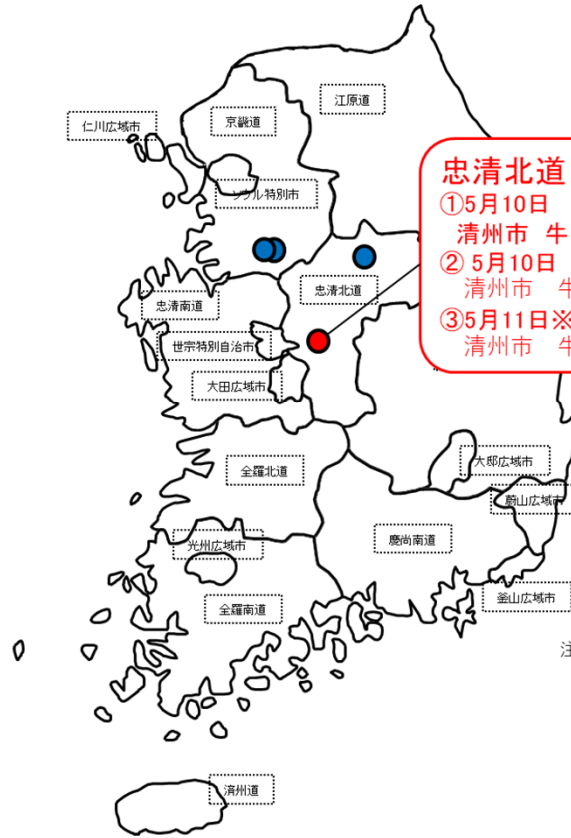 江原道
京畿道
仁川広域市
ソウル特別市
忠清北道
①5月10日
清州市 牛
② 5月10日
清州市 牛
③5月11日※
清州市 牛
忠清北道
忠清南道
世宗特別自治市
大田広域市
全羅北道
大邱広域市
蔚山広域市
光州広域市
慶尚南道
釜山広域市
全羅南道
注
済州道